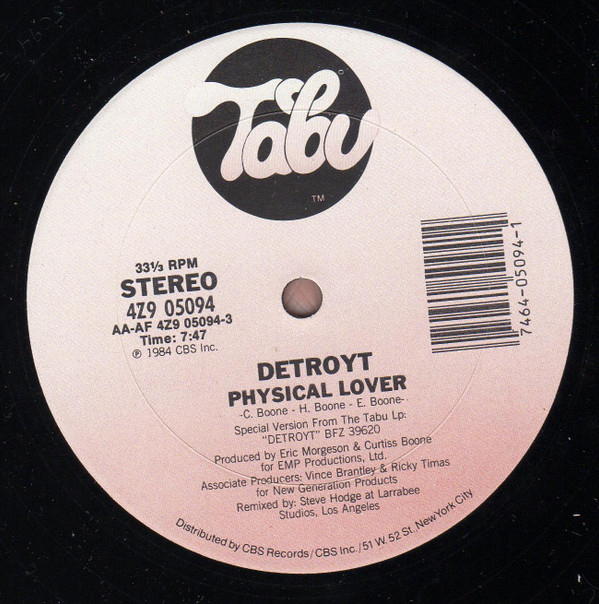 Tabu
TM
33⅓ RPM
STEREO
4Z9 05094
AA-AF 4Z9 05094-3
Time: 7:47
℗ 1984 CBS Inc.
7464-05094-1
DETROYT
PHYSICAL LOVER
-C. Boone - H. Boone - E. Boone-
Special Version From The Tabu Lp:
"DETROYT" BFZ 39620
Produced by Eric Morgeson & Curtiss Boone
for EMP Productions, Ltd.
Associate Producers: Vince Brantley & Ricky Timas
for New Generation Products
Remixed by: Steve Hodge at Larrabee
Studios, Los Angeles
Distributed by CBS Records/CBS Inc./51 W. 52 St. New York City